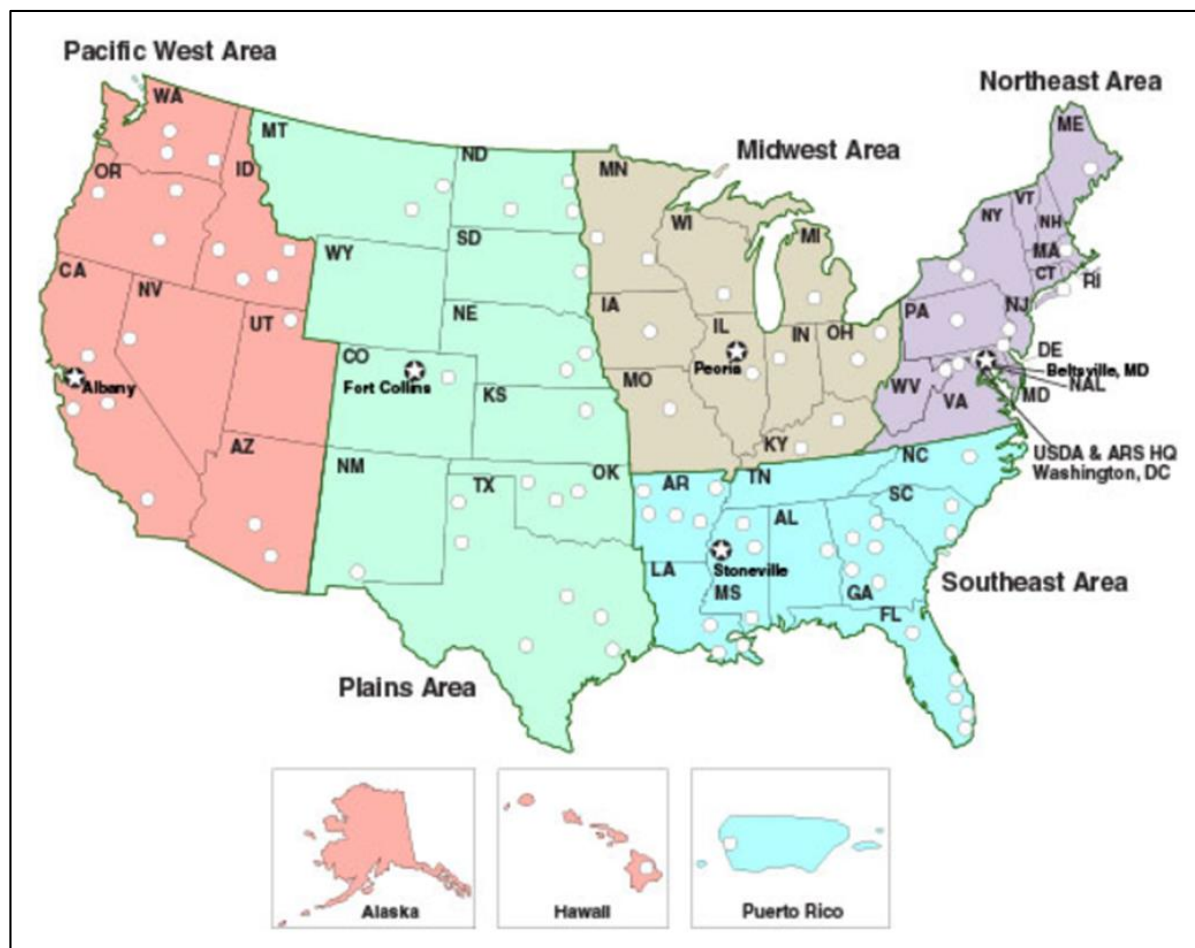 Pacific West Area
Northeast Area
Midwest Area
WA
MT
ND
MN
ME
OR
ID
WI
MI
VT
NY
NH
MA
CT
RI
SD
WY
CA
NV
UT
NE
IA
IL
IN
OH
PA
NJ
CO
DE
Albany
Fort Collins
Peoria
Beltsville, MD
NAL
MD
KS
MO
WV
VA
AZ
NM
KY
NC
USDA & ARS HQ
Washington, DC
TX
OK
AR
TN
SC
AL
LA
Stoneville
MS
GA
Southeast Area
FL
Plains Area
Alaska
Hawaii
Puerto Rico